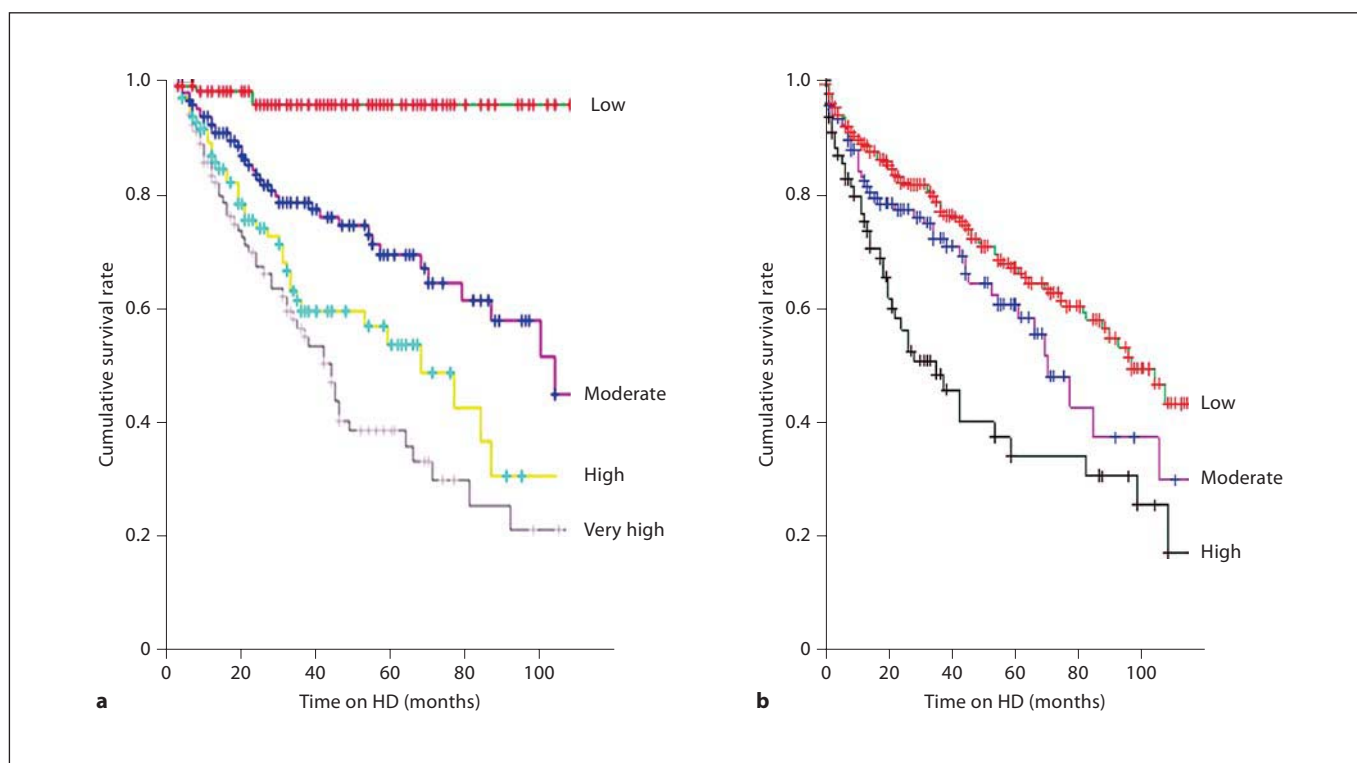 1.0
0.8
0.6
0.4
0.2
0
Cumulative survival rate
0 20 40 60 80 100
Time on HD (months)
Low
Moderate
High
Very high
a
1.0
0.8
0.6
0.4
0.2
0
Cumulative survival rate
0 20 40 60 80 100
Time on HD (months)
Low
Moderate
High
b